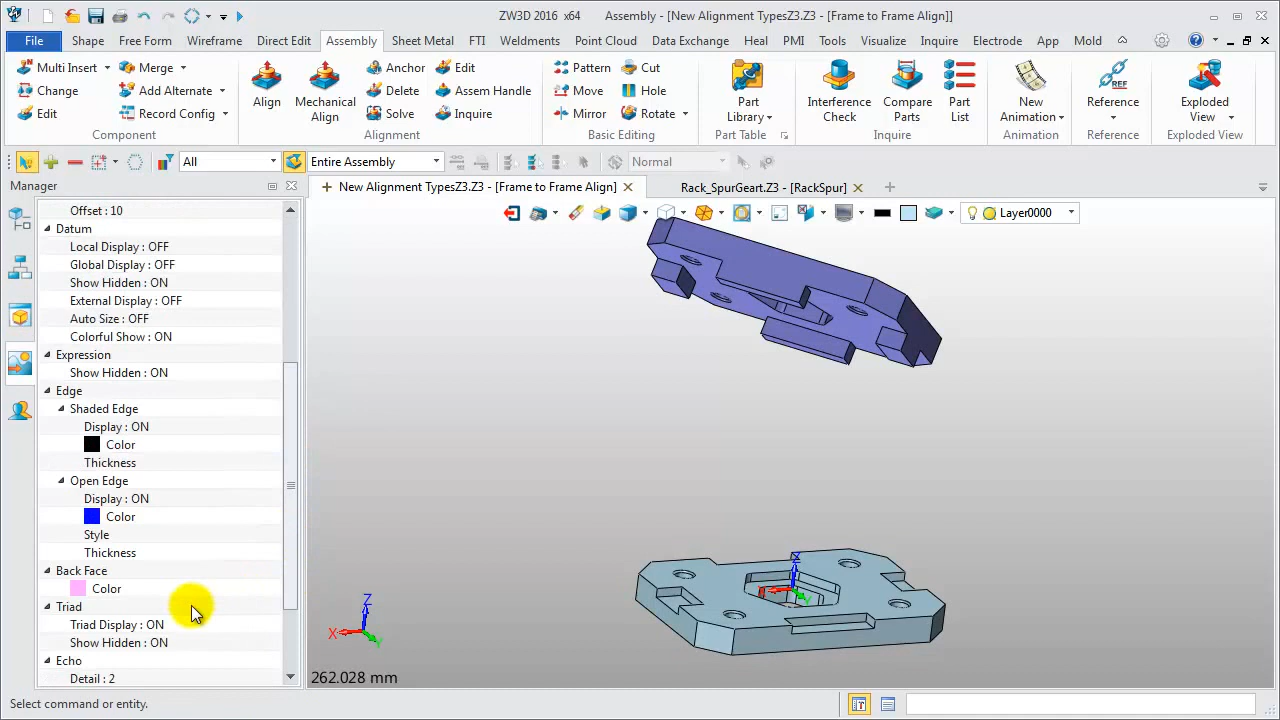 ZW3D 2016 x64 Assembly - [New Alignment TypesZ3.Z3 - [Frame to Frame Align]]
File Shape Free Form Wireframe Direct Edit Assembly Sheet Metal FTI Weldments Point Cloud Data Exchange Heal PMI Tools Visualize Inquire Electrode App Mold
Multi Insert Merge Anchor Edit Pattern Cut
Change Add Alternate Delete Assem Handle Move Hole
Edit Record Config Solve Inquire Mirror Rotate
Align Mechanical Align Part Library Interference Check Compare Parts Part List New Animation Reference Exploded View
Component Alignment Basic Editing Part Table Inquire Animation Reference Exploded View
All Entire Assembly Normal
Manager
New Alignment TypesZ3.Z3 - [Frame to Frame Align] Rack_SpurGeart.Z3 - [RackSpur]
Layer0000
Offset : 10
Datum
Local Display : OFF
Global Display : OFF
Show Hidden : ON
External Display : OFF
Auto Size : OFF
Colorful Show : ON
Expression
Show Hidden : ON
Edge
Shaded Edge
Display : ON
Color
Thickness
Open Edge
Display : ON
Color
Style
Thickness
Back Face
Color
Triad
Triad Display : ON
Show Hidden : ON
Echo
Detail : 2
Z
X
Y
Z
Y
262.028 mm
Select command or entity.